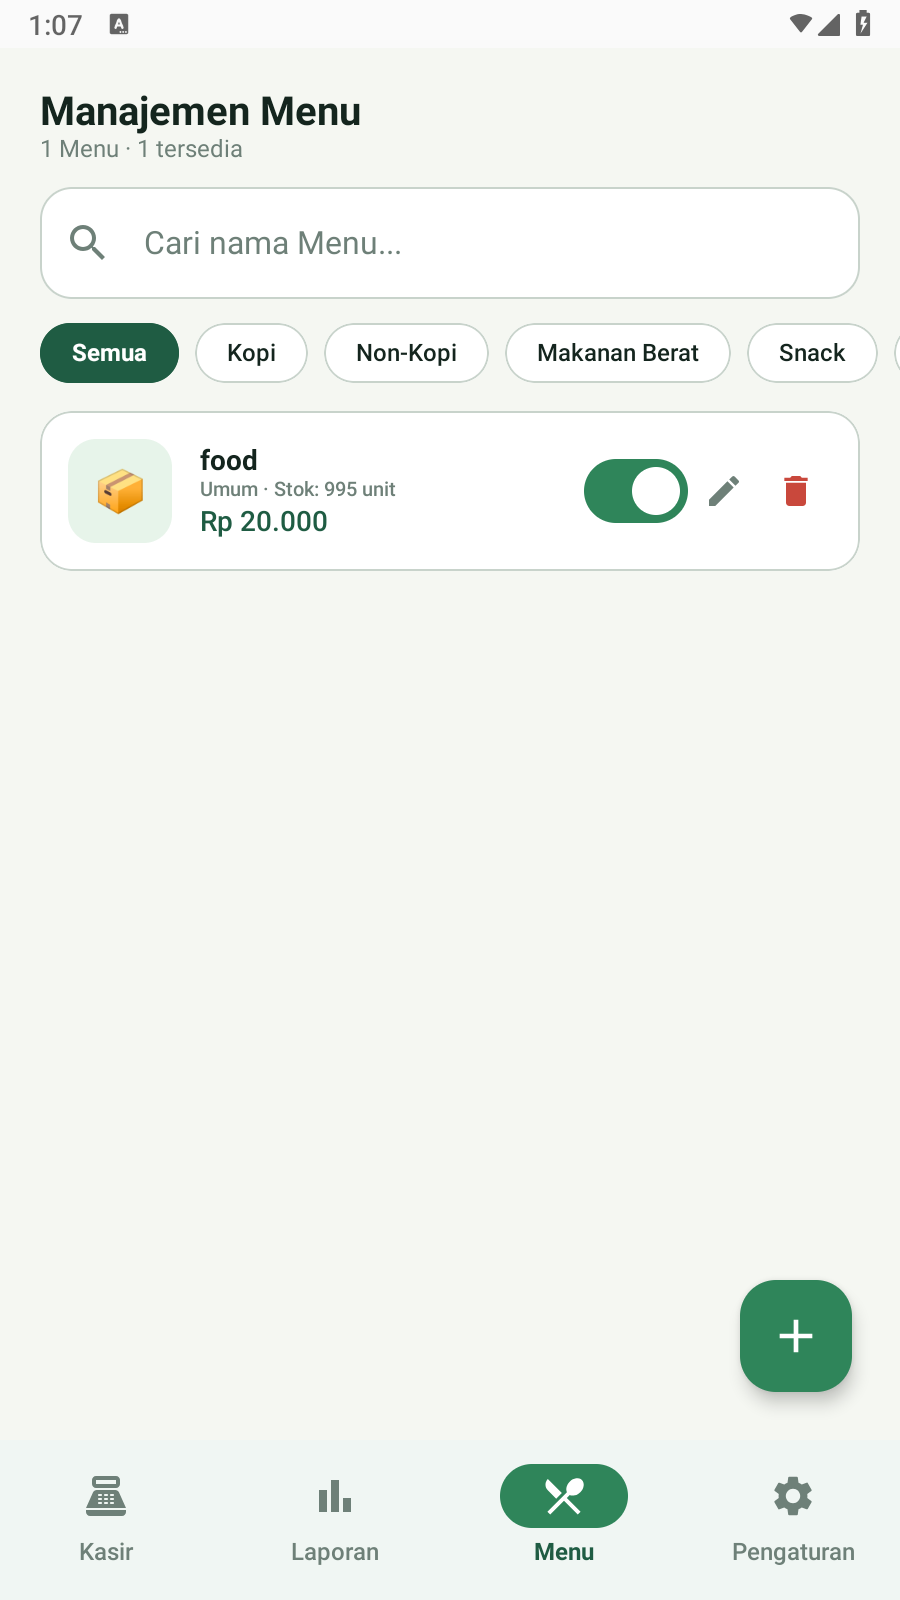 1:07
Manajemen Menu
1 Menu · 1 tersedia
Cari nama Menu...
Semua
Kopi
Non-Kopi
Makanan Berat
Snack
food
Umum · Stok: 995 unit
Rp 20.000
Kasir
Laporan
Menu
Pengaturan